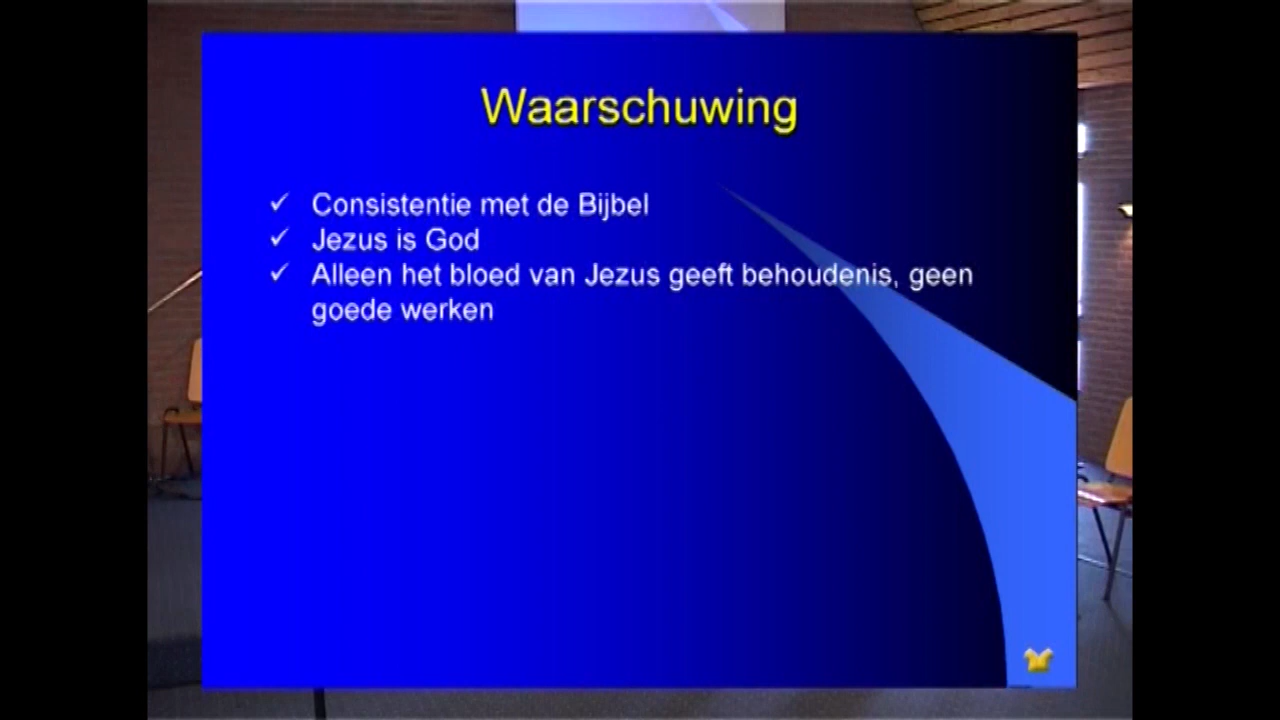 Waarschuwing
✓ Consistentie met de Bijbel
✓ Jezus is God
✓ Alleen het bloed van Jezus geeft behoudenis, geen
goede werken